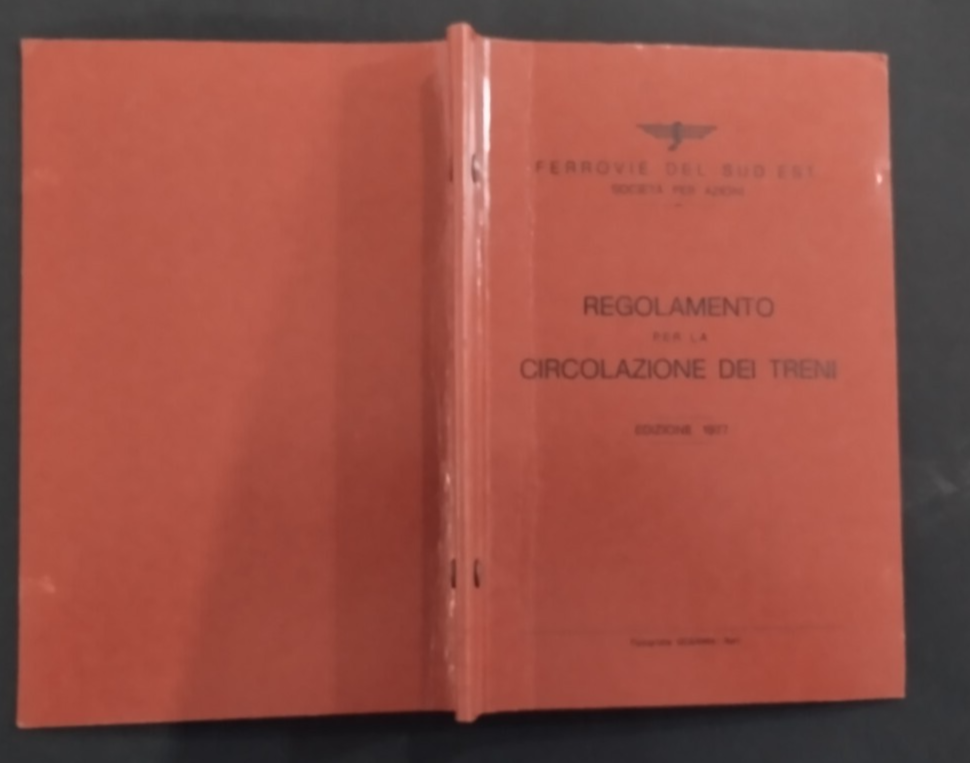 FERROVIE DEL SUD EST
SOCIETÀ PER AZIONI
REGOLAMENTO
PER LA
CIRCOLAZIONE DEI TRENI
EDIZIONE 1977